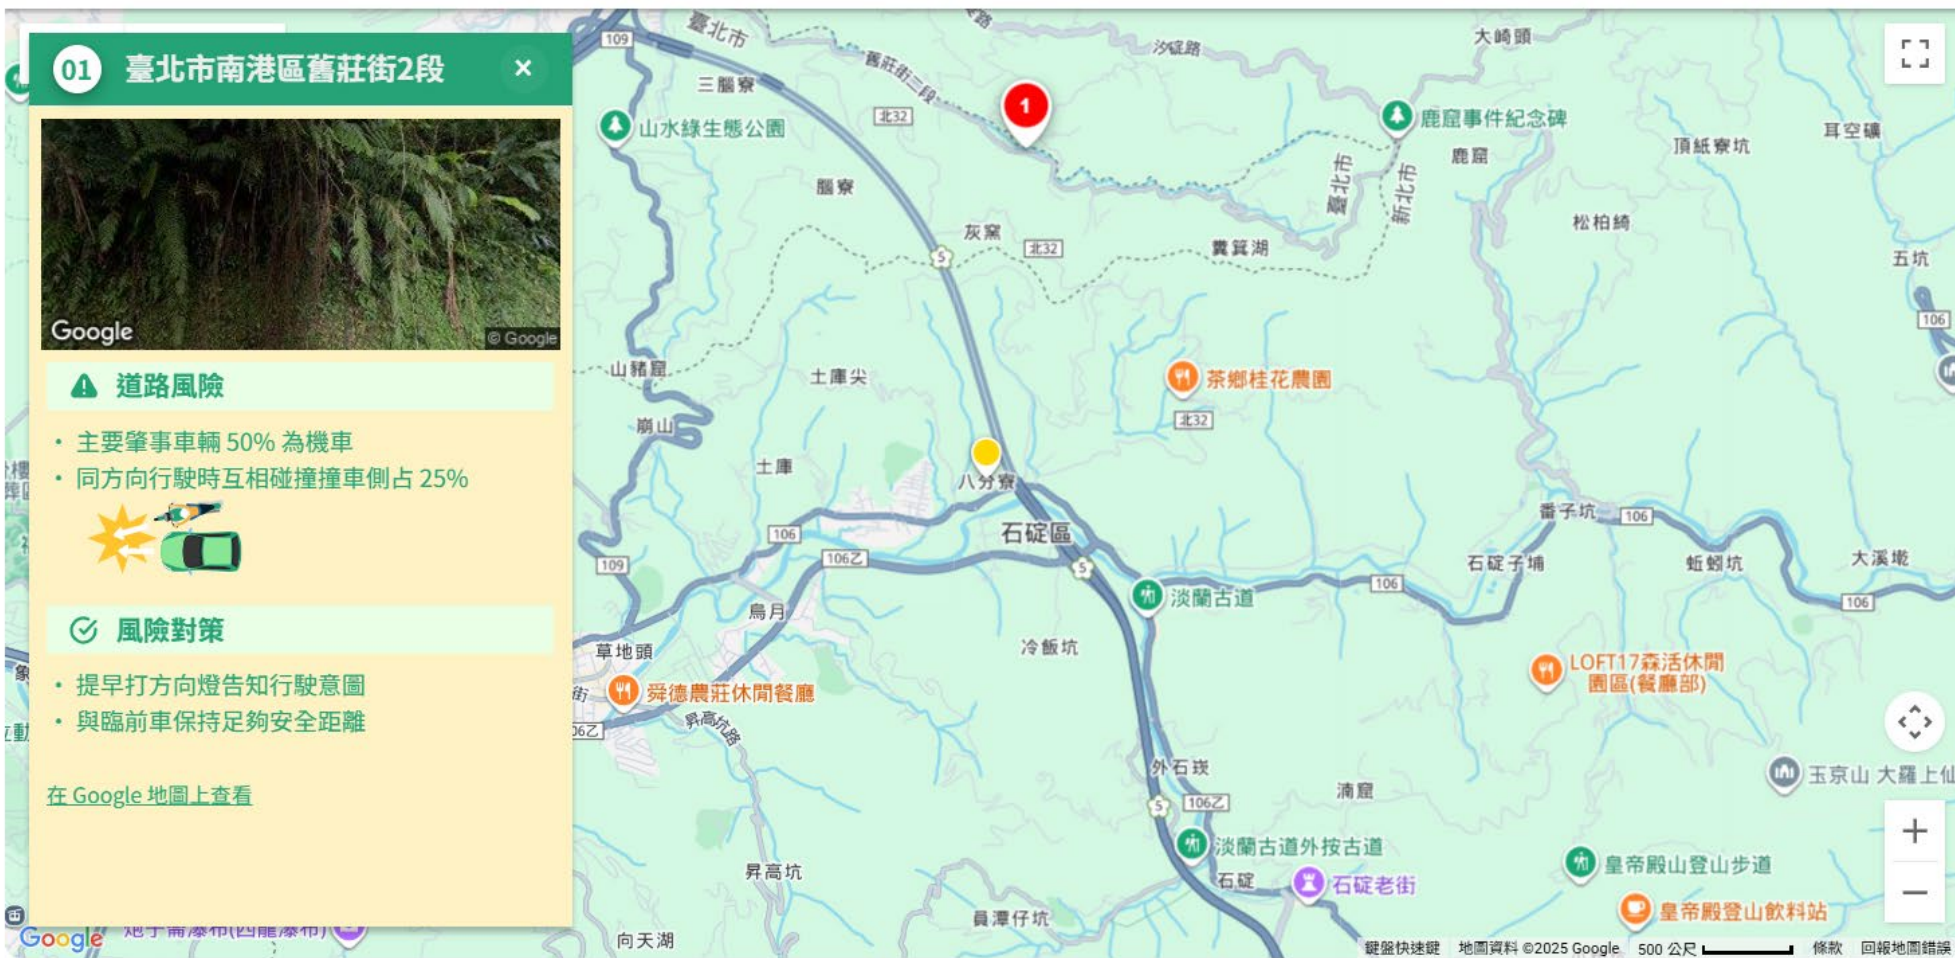 01 臺北市南港區舊莊街2段
Google
© Google
道路風險
• 主要肇事車輛 50% 為機車
• 同方向行駛時互相碰撞撞車側占 25%
風險對策
• 提早打方向燈告知行駛意圖
• 與臨前車保持足夠安全距離
在 Google 地圖上查看
109
臺北市
汐碇路
大崎頭
三腦寮
舊莊街二段
1
北32
山水綠生態公園
鹿窟事件紀念碑
耳空礦
頂紙寮坑
鹿窟
臺北市
新北市
腦寮
松柏綺
灰窯
北32
糞箕湖
五坑
5
106
山豬窟
土庫尖
茶鄉桂花農園
北32
崩山
土庫
八分寮
番子坑
106
石碇區
106
106乙
109
5
石碇子埔
蚯蚓坑
大溪墘
106
106
淡蘭古道
烏月
草地頭
冷飯坑
LOFT17森活休閒
園區(餐廳部)
舜德農莊休閒餐廳
昇高坑路
外石崁
玉京山 大羅上仙
湳窟
5
106乙
淡蘭古道外按古道
皇帝殿山登山步道
昇高坑
石碇
石碇老街
皇帝殿登山飲料站
員潭仔坑
向天湖
Google
鍵盤快速鍵 地圖資料 ©2025 Google 500 公尺 條款 回報地圖錯誤